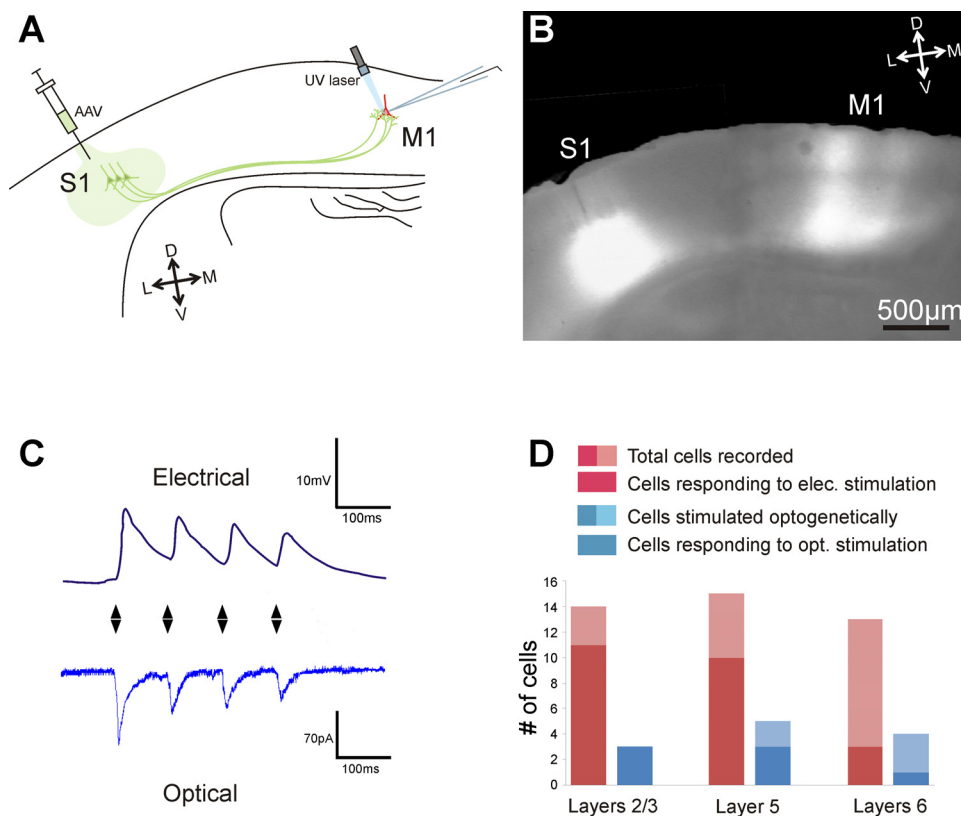 A
AAV
UV laser
S1
M1
D
L
M
V
B
D
L
M
V
M1
S1
500µm
C
Electrical
10mV
100ms
70pA
100ms
Optical
D
Total cells recorded
Cells responding to elec. stimulation
Cells stimulated optogenetically
Cells responding to opt. stimulation
# of cells
16
14
12
10
8
6
4
2
0
Layers 2/3
Layer 5
Layers 6